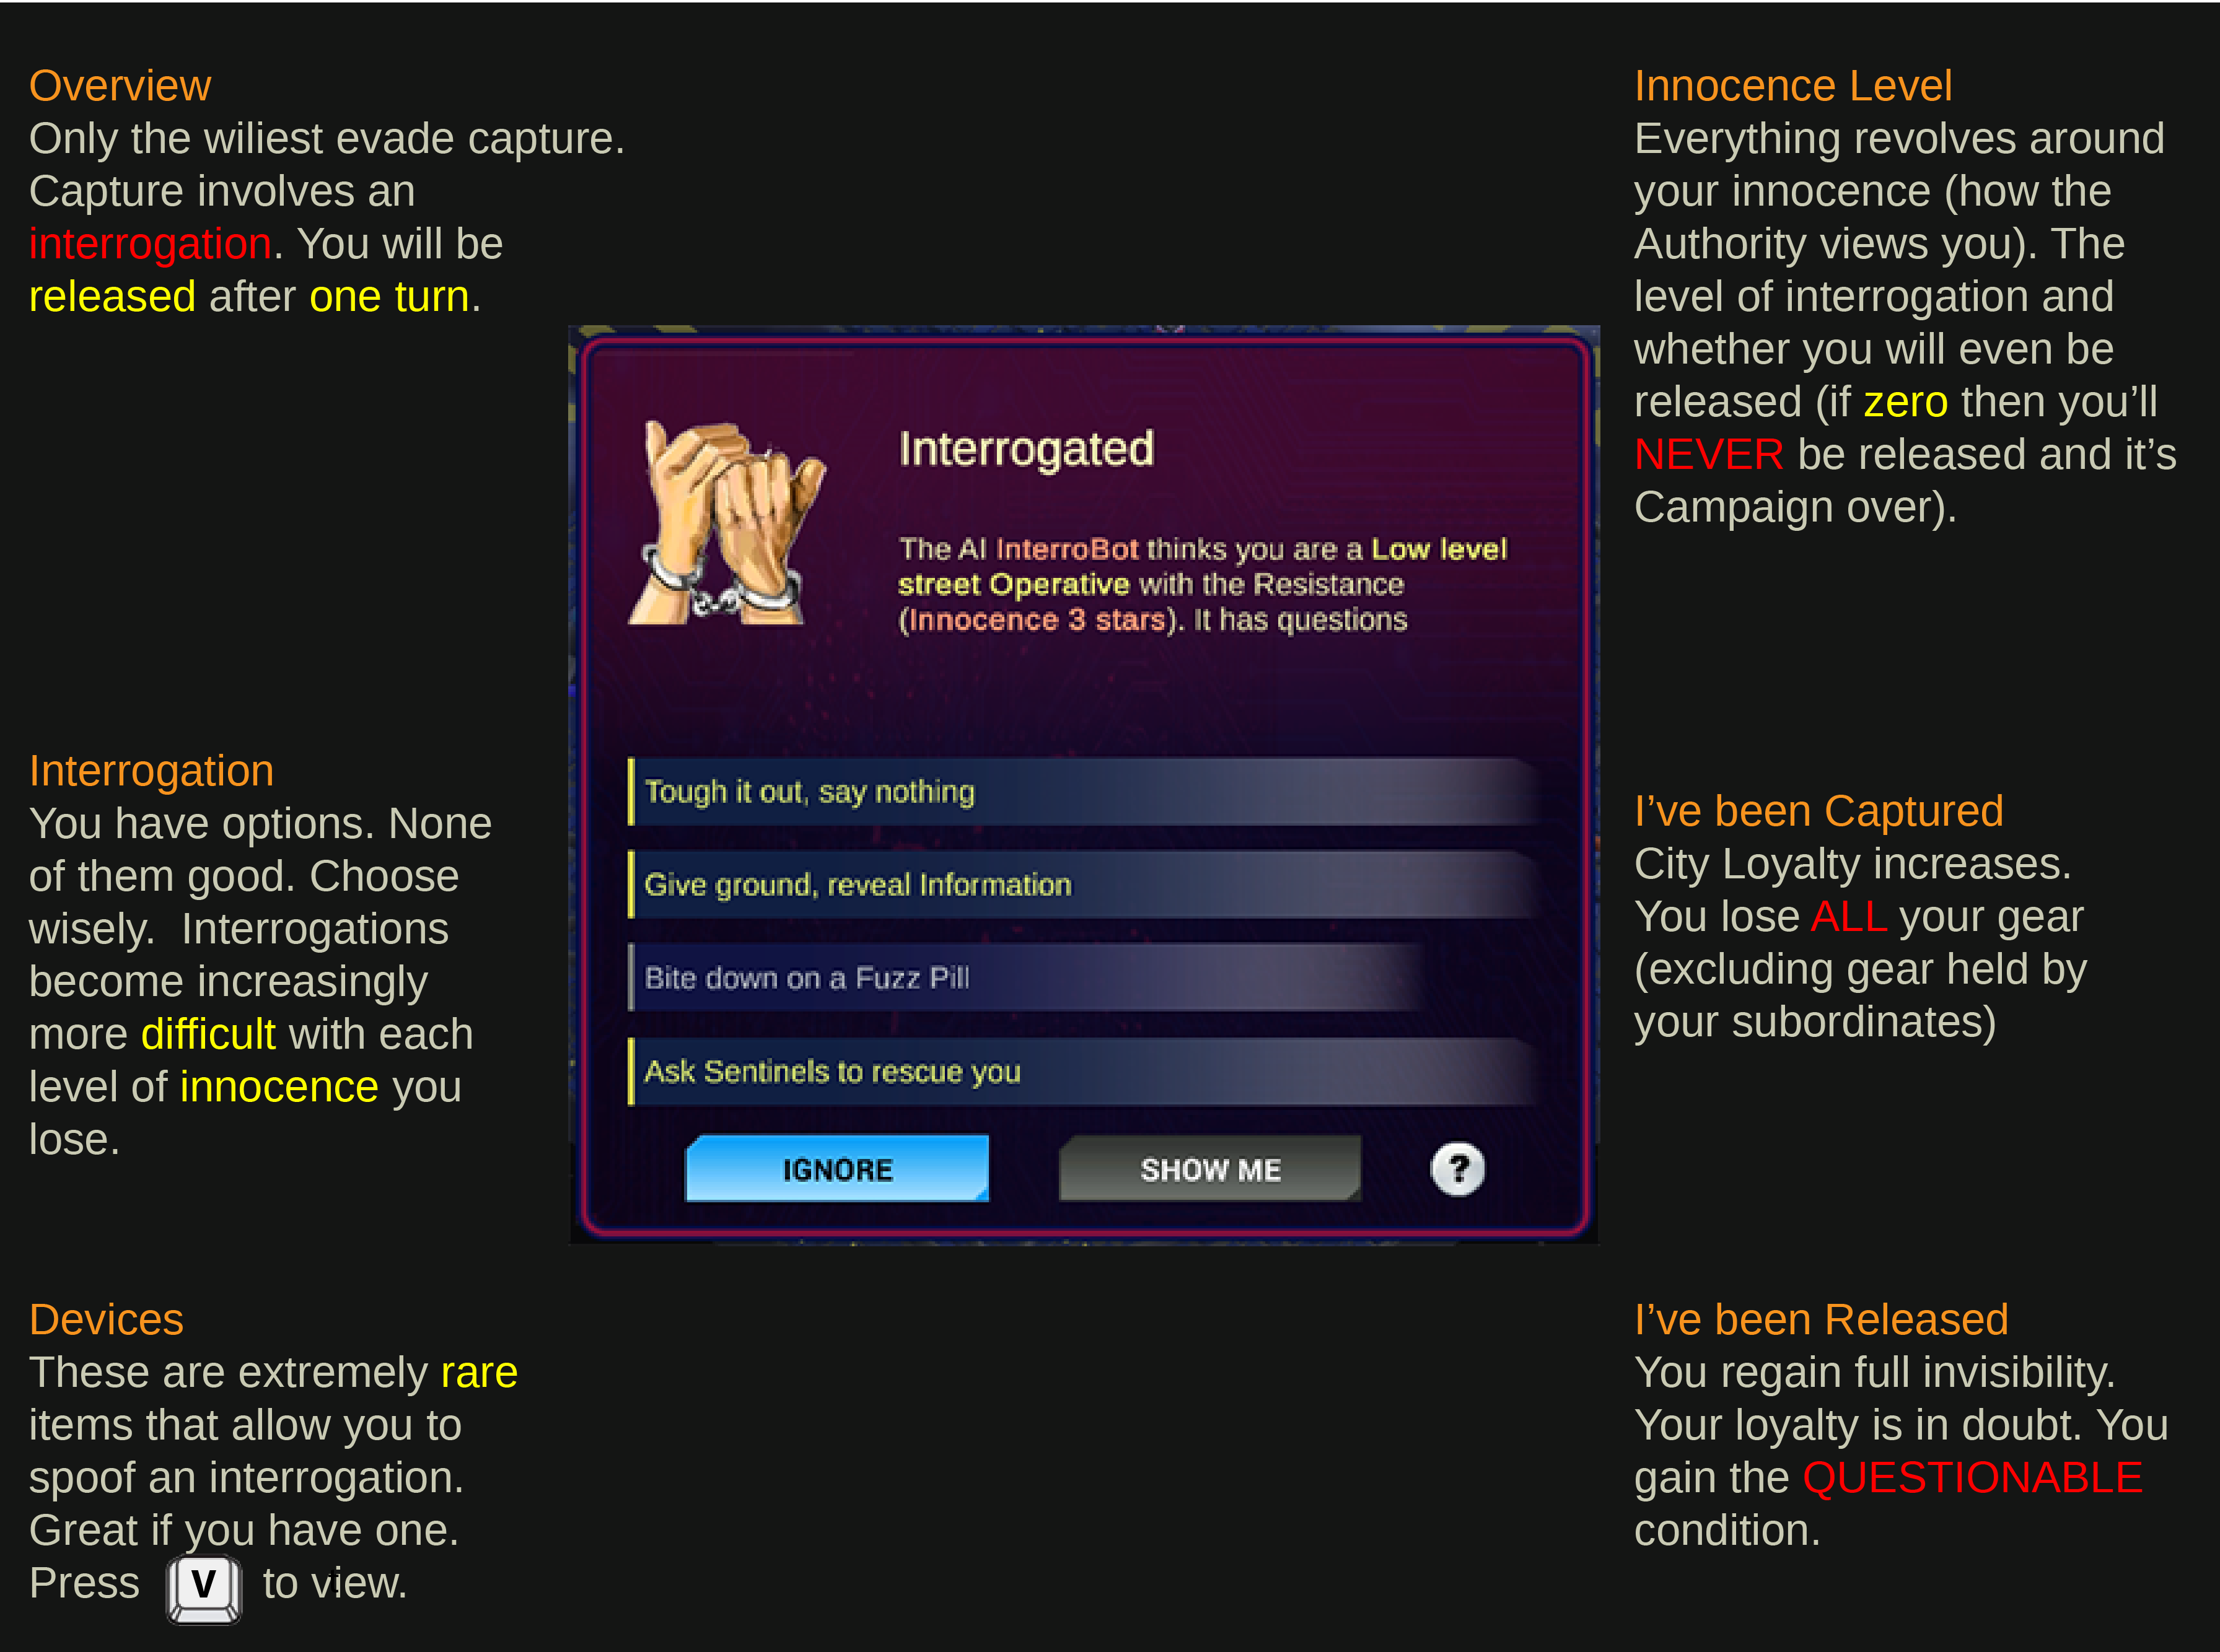 Overview
Only the wiliest evade capture.
Capture involves an
interrogation. You will be
released after one turn.
Innocence Level
Everything revolves around
your innocence (how the
Authority views you). The
level of interrogation and
whether you will even be
released (if zero then you’ll
NEVER be released and it’s
Campaign over).
Interrogated
The AI InterroBot thinks you are a Low level
street Operative with the Resistance
(Innocence 3 stars). It has questions
Tough it out, say nothing
Give ground, reveal Information
Bite down on a Fuzz Pill
Ask Sentinels to rescue you
IGNORE
SHOW ME
?
Interrogation
You have options. None
of them good. Choose
wisely.  Interrogations
become increasingly
more difficult with each
level of innocence you
lose.
I’ve been Captured
City Loyalty increases.
You lose ALL your gear
(excluding gear held by
your subordinates)
Devices
These are extremely rare
items that allow you to
spoof an interrogation.
Great if you have one.
Press V to view.
I’ve been Released
You regain full invisibility.
Your loyalty is in doubt. You
gain the QUESTIONABLE
condition.